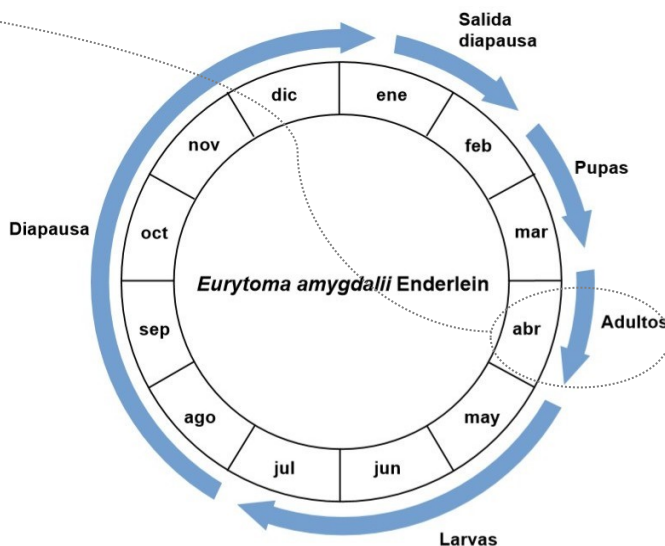 Salida
diapausa
dic
ene
nov
feb
Pupas
Diapausa
oct
mar
Eurytoma amygdalii Enderlein
sep
abr
Adultos
ago
may
jul
jun
Larvas